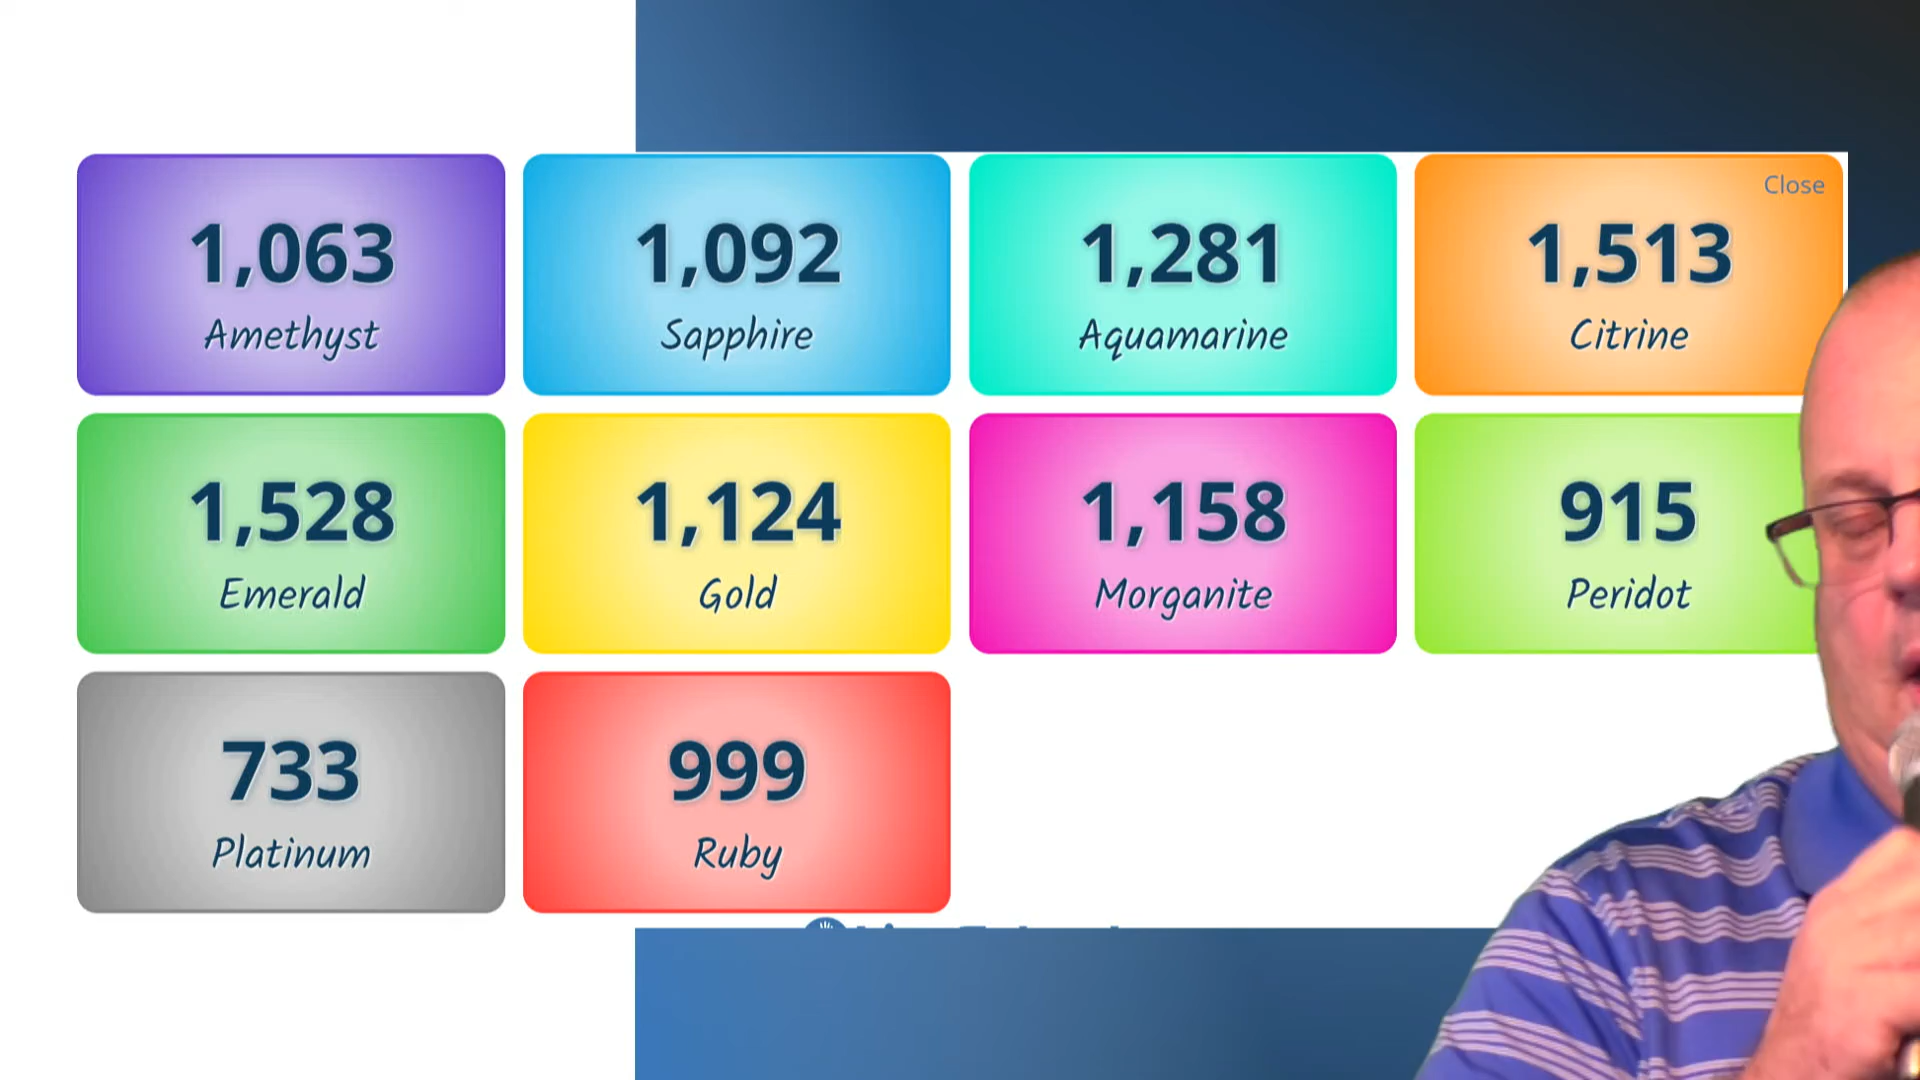 Close
1,063
Amethyst
1,092
Sapphire
1,281
Aquamarine
1,513
Citrine
1,528
Emerald
1,124
Gold
1,158
Morganite
915
Peridot
733
Platinum
999
Ruby